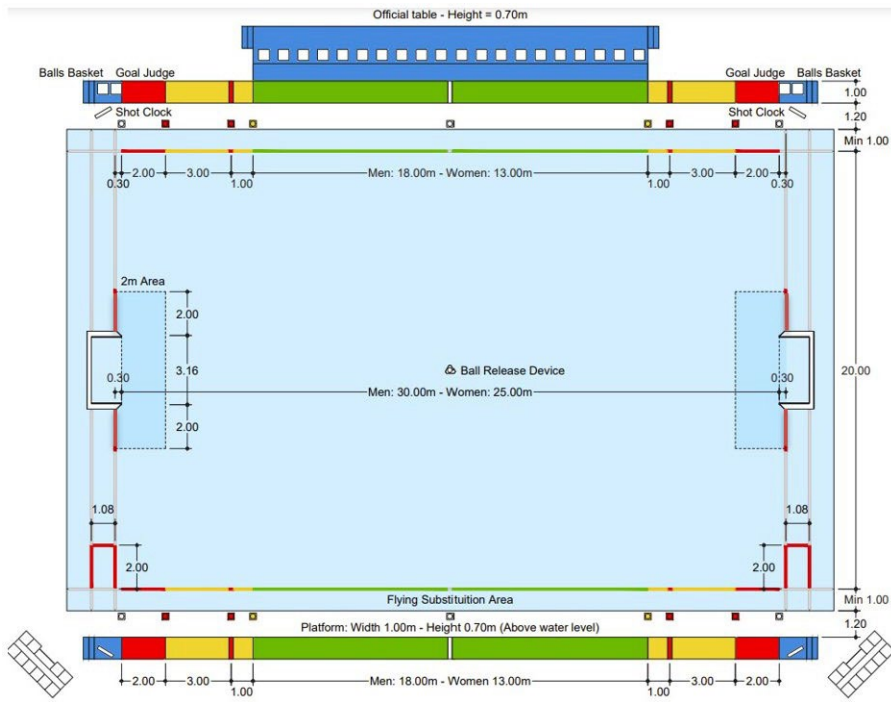 Official table - Height = 0.70m
Balls Basket Goal Judge Goal Judge Balls Basket
1.00
Shot Clock Shot Clock
1.20
Min 1.00
0.30 2.00 3.00 1.00 Men: 18.00m - Women: 13.00m 1.00 3.00 2.00 0.30
2m Area
2.00
3.16 Ball Release Device 20.00
0.30 Men: 30.00m - Women: 25.00m 0.30
2.00
1.08 1.08
2.00 2.00
Flying Substituition Area Min 1.00
Platform: Width 1.00m - Height 0.70m (Above water level) 1.20
2.00 3.00 1.00 Men: 18.00m - Women 13.00m 1.00 3.00 2.00